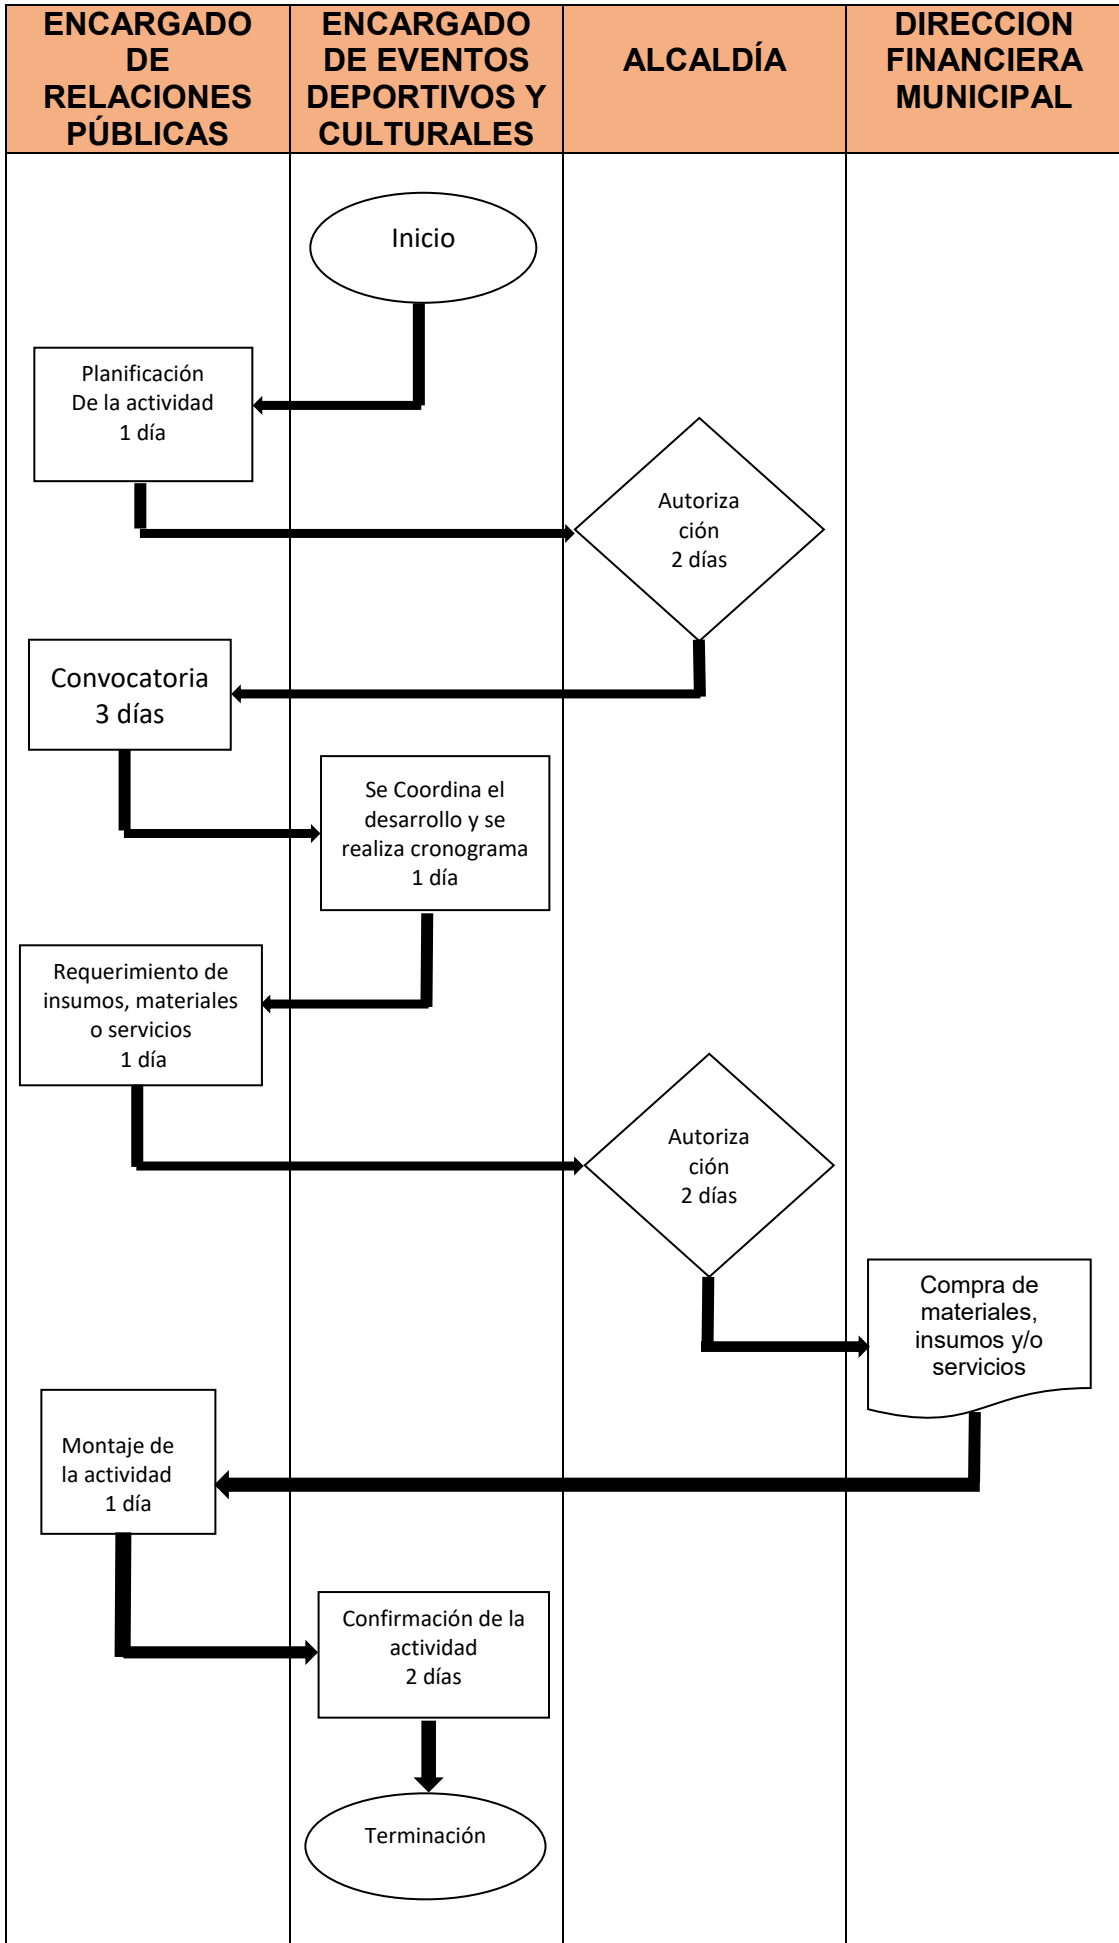 ENCARGADO
DE
RELACIONES
PÚBLICAS
ENCARGADO
DE EVENTOS
DEPORTIVOS Y
CULTURALES
ALCALDÍA
DIRECCION
FINANCIERA
MUNICIPAL
Inicio
Planificación
De la actividad
1 día
Autoriza
ción
2 días
Convocatoria
3 días
Se Coordina el
desarrollo y se
realiza cronograma
1 día
Requerimiento de
insumos, materiales
o servicios
1 día
Autoriza
ción
2 días
Compra de
materiales,
insumos y/o
servicios
Montaje de
la actividad
1 día
Confirmación de la
actividad
2 días
Terminación